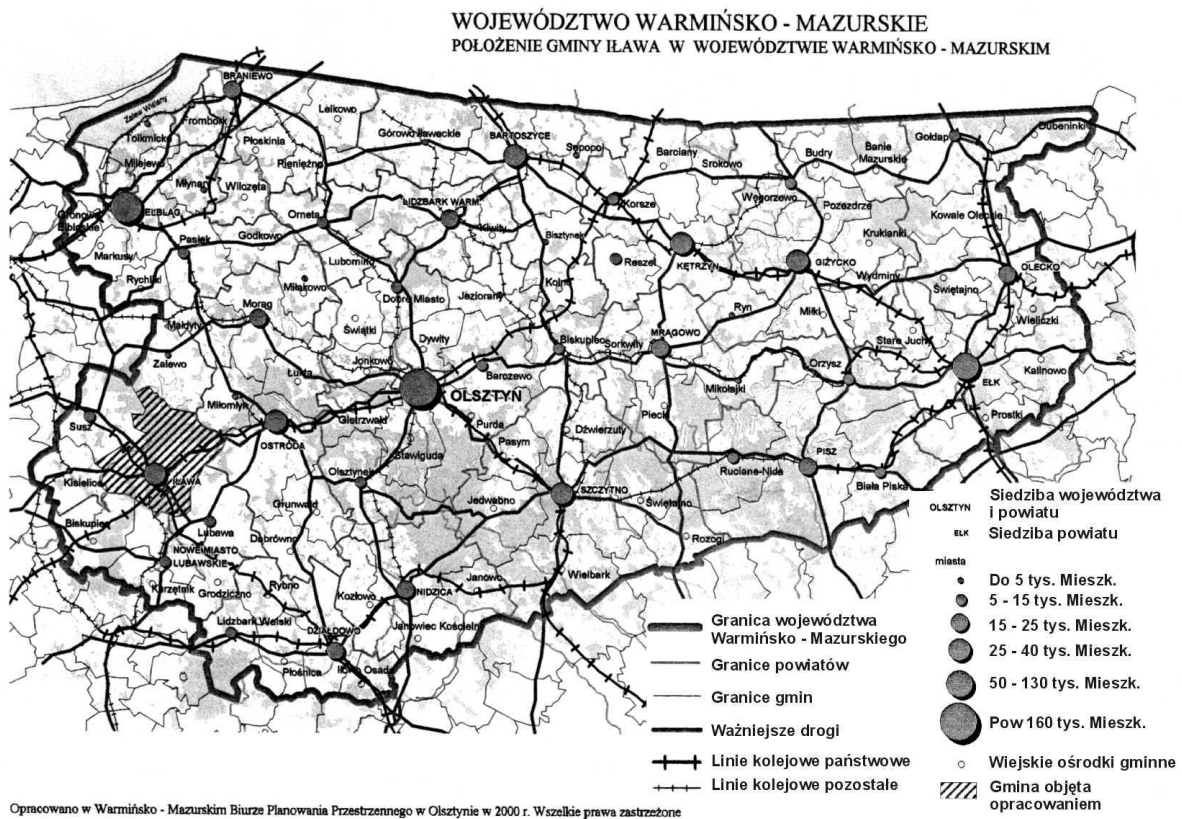 WOJEWÓDZTWO WARMIŃSKO - MAZURSKIE
POŁOŻENIE GMINY IŁAWA W WOJEWÓDZTWIE WARMIŃSKO - MAZURSKIM
BRANIEWO
Zalew Wiślany
Frombork
Lelkowo
Tolkmicko
Płoskinia
Górowo Iławeckie
BARTOSZYCE
Sępopol
Barciany
Srokowo
Budry
Banie
Mazurskie
Gołdap
Dubeninki
Milejewo
Pieniężno
Młynary
Wilczęta
ELBLĄG
Gronowo
Elbląskie
Orneta
LIDZBARK WARM.
Kiwity
Korsze
Węgorzewo
Pozezdrze
Kowale Oleckie
Kruklanki
Markusy
Pasłęk
Godkowo
Bisztynek
Reszel
KĘTRZYN
GIŻYCKO
Wydminy
OLECKO
Świętajno
Rychliki
Lubomino
Miłakowo
Dobre Miasto
Jeziorany
Kolno
Wieliczki
Morąg
Małdyty
Świątki
Dywity
Ryn
Miłki
MRĄGOWO
Biskupiec
Sorkwity
Stare Juchy
Zalewo
Łukta
Jonkowo
Barczewo
OLSZTYN
Mikołajki
Orzysz
EŁK
Kalinowo
Miłomłyn
Gietrzwałd
Purda
Piecki
Prostki
Susz
OSTRÓDA
Stawiguda
Pasym
Dźwierzuty
Kisielice
IŁAWA
Olsztynek
Ruciane-Nida
PISZ
Biała Piska
Grunwald
Jedwabno
SZCZYTNO
Świętajno
Biskupiec
Lubawa
Dąbrówno
Rozogi
NOWE MIASTO
LUBAWSKIE
Kurzętnik
Grodziczno
Rybno
Kozłowo
NIDZICA
Janowo
Wielbark
Lidzbark Welski
DZIAŁDOWO
Janowiec Kościelny
Płośnica
Iłowo Osada
OLSZTYN Siedziba województwa
i powiatu
EŁK Siedziba powiatu
miasta
Do 5 tys. Mieszk.
5 - 15 tys. Mieszk.
15 - 25 tys. Mieszk.
25 - 40 tys. Mieszk.
50 - 130 tys. Mieszk.
Pow 160 tys. Mieszk.
Wiejskie ośrodki gminne
Gmina objęta
opracowaniem
Granica województwa
Warmińsko - Mazurskiego
Granice powiatów
Granice gmin
Ważniejsze drogi
Linie kolejowe państwowe
Linie kolejowe pozostałe
Opracowano w Warmińsko - Mazurskim Biurze Planowania Przestrzennego w Olsztynie w 2000 r. Wszelkie prawa zastrzeżone